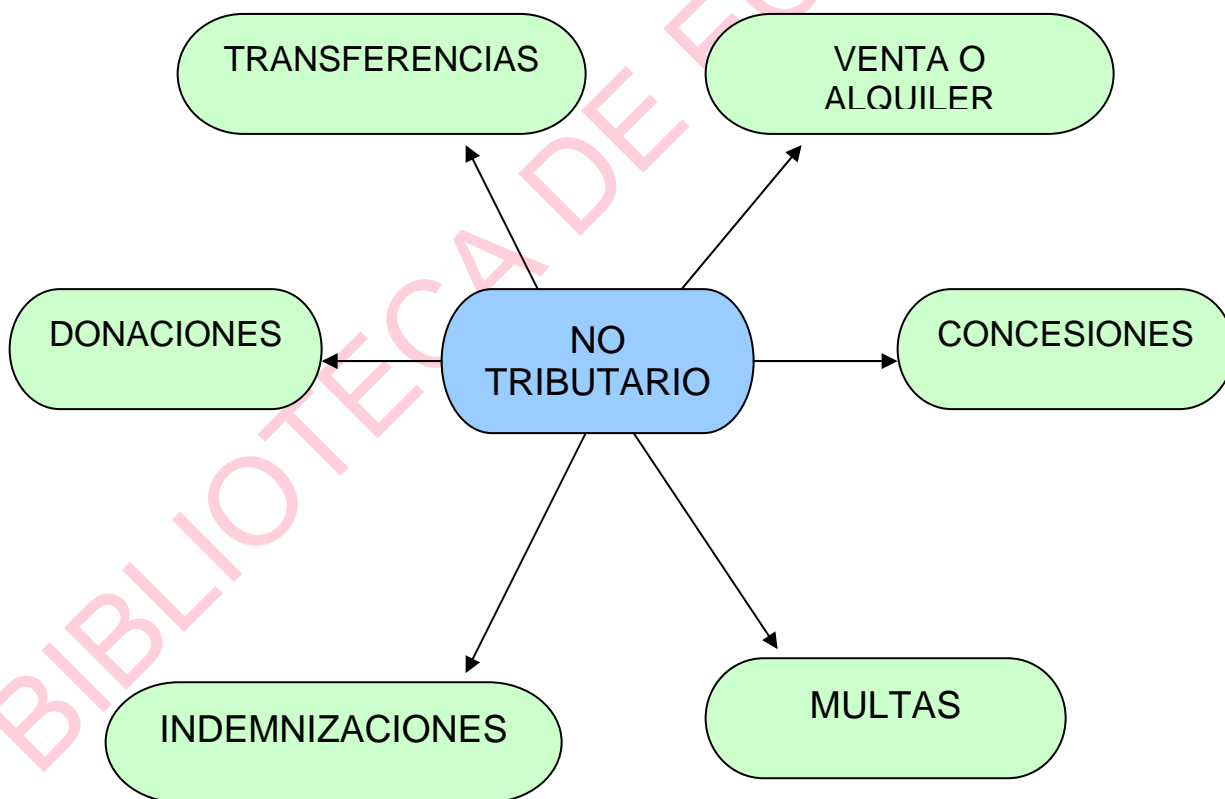 TRANSFERENCIAS
VENTA O
ALQUILER
DONACIONES
NO
TRIBUTARIO
CONCESIONES
INDEMNIZACIONES
MULTAS
BIBLIOTECA DE